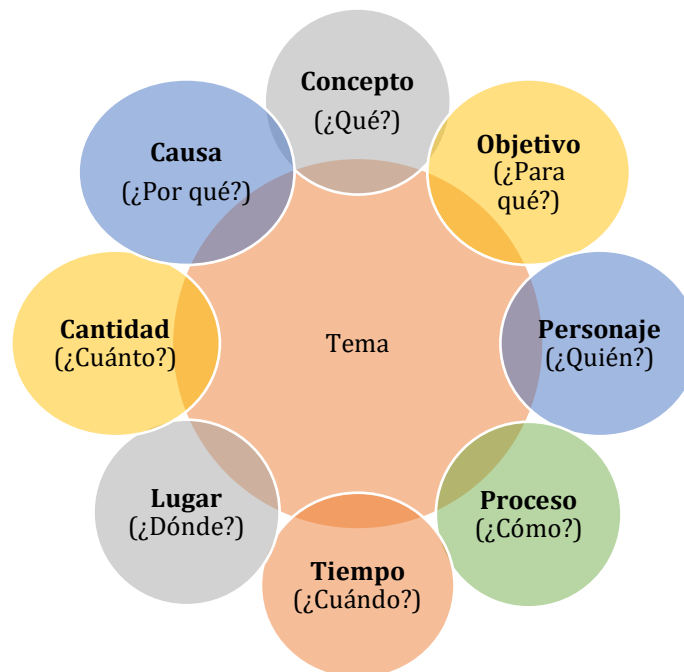 Concepto
(¿Qué?)
Objetivo
(¿Para
qué?)
Personaje
(¿Quién?)
Proceso
(¿Cómo?)
Tiempo
(¿Cuándo?)
Lugar
(¿Dónde?)
Cantidad
(¿Cuánto?)
Causa
(¿Por qué?)
Tema